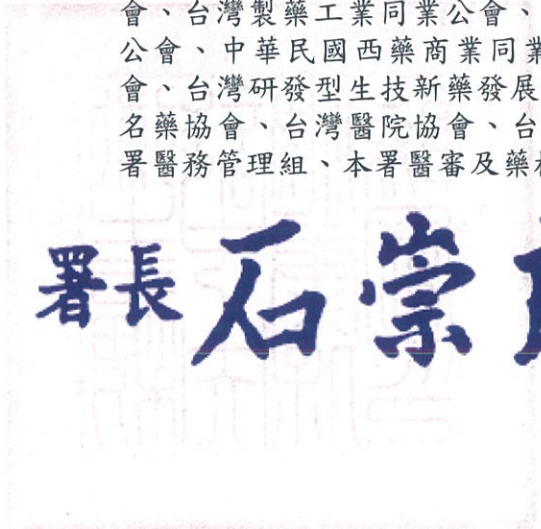 會、台灣製藥工業同業公會、
公會、中華民國西藥商業同業
會、台灣研發型生技新藥發展
名藥協會、台灣醫院協會、台
署醫務管理組、本署醫審及藥
署長 石崇